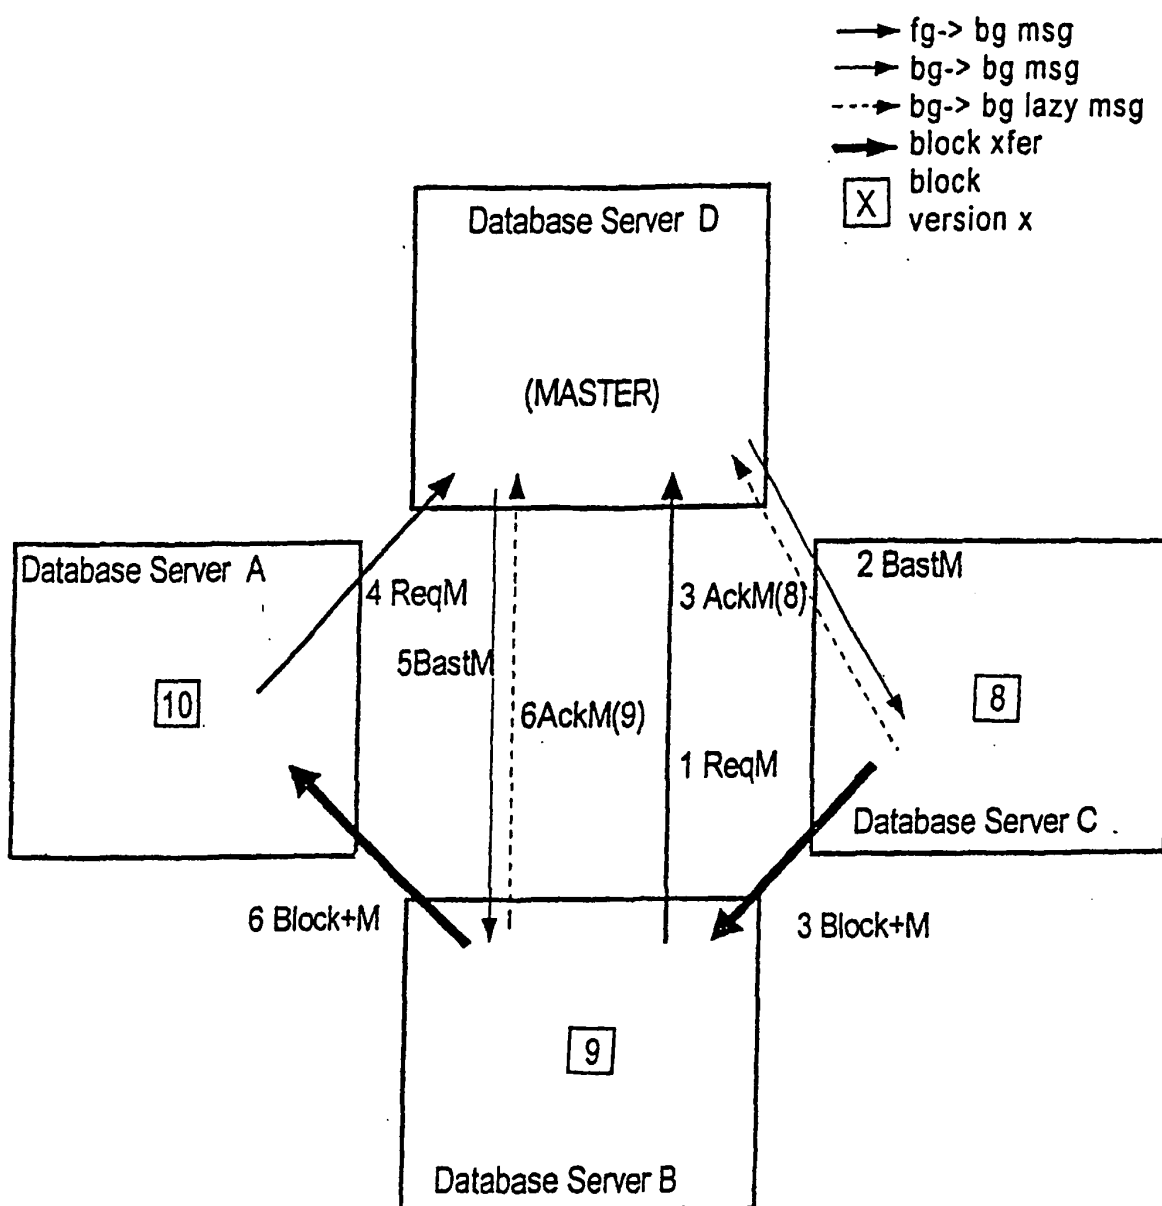 fg-> bg msg
bg-> bg msg
bg-> bg lazy msg
block xfer
X
block
version x
Database Server D
(MASTER)
Database Server A
4 ReqM
3 AckM(8)
2 BastM
5BastM
10
6AckM(9)
8
1 ReqM
Database Server C
6 Block+M
3 Block+M
9
Database Server B